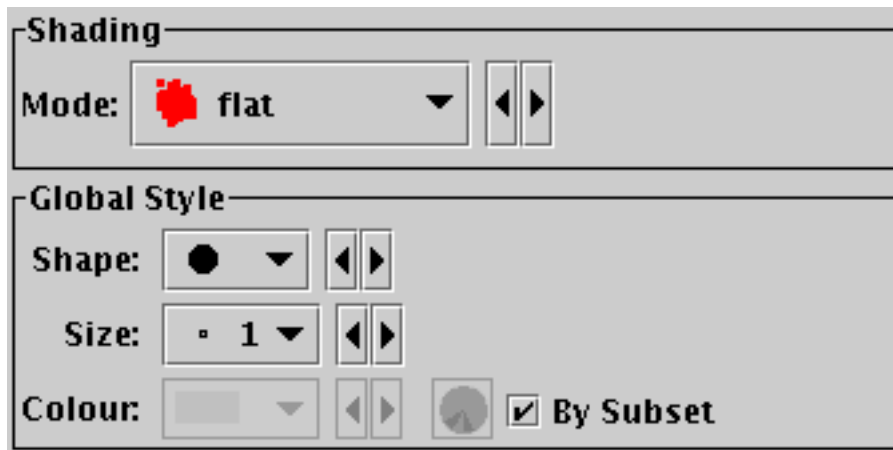 Shading
Mode: flat
Global Style
Shape:
Size: 1
Colour: By Subset